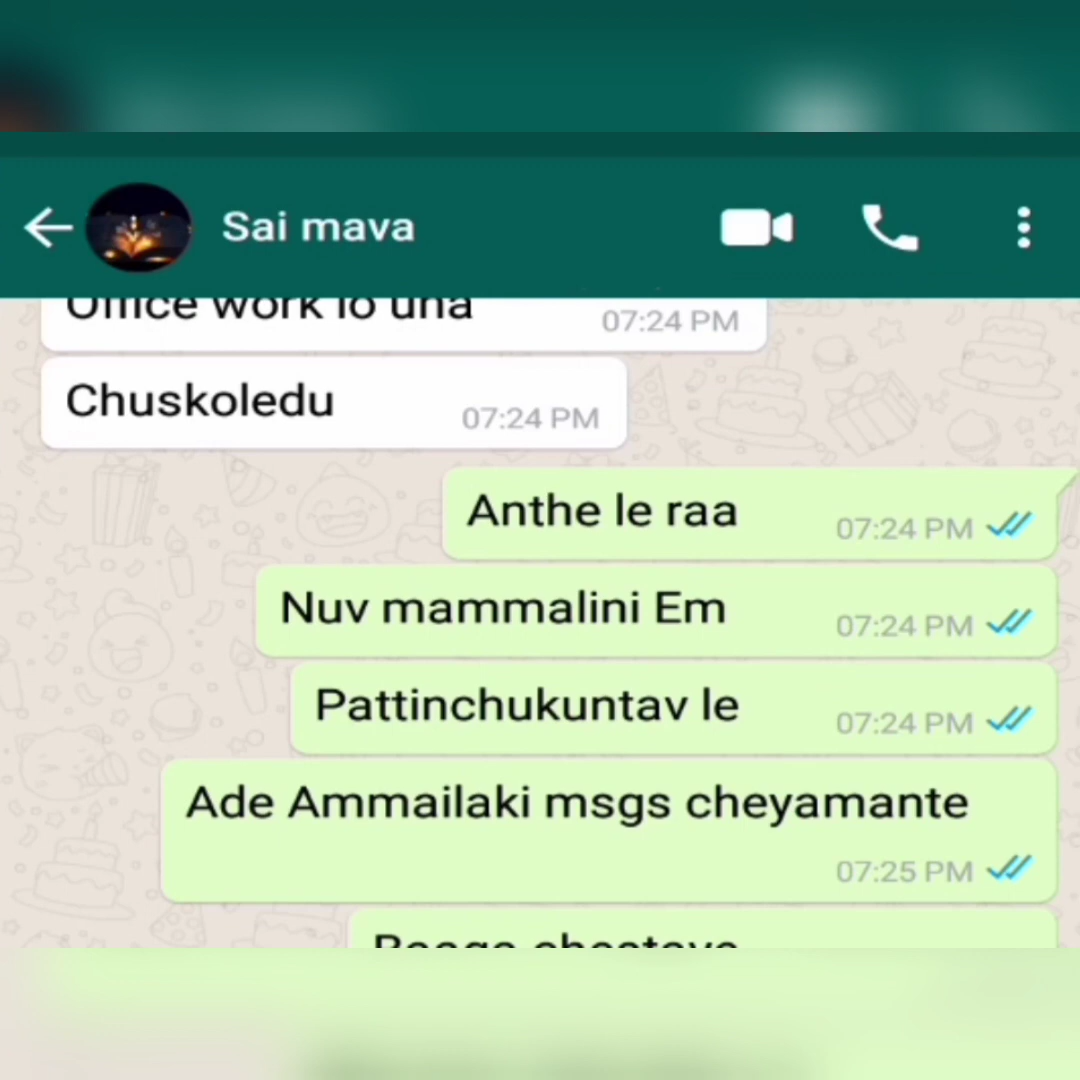 Sai mava
Office work lo una
07:24 PM
Chuskoledu
07:24 PM
Anthe le raa
07:24 PM
Nuv mammalini Em
07:24 PM
Pattinchukuntav le
07:24 PM
Ade Ammailaki msgs cheyamante
07:25 PM